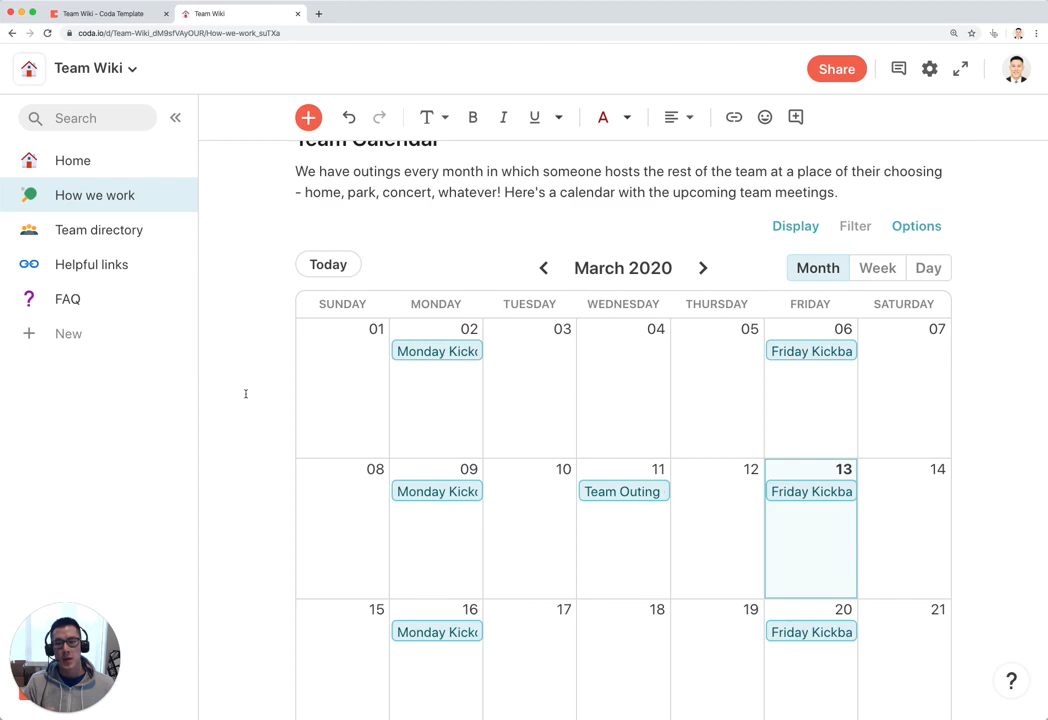 Team Wiki – Coda Template
Team Wiki
coda.io/d/Team-Wiki_dM9sfVAyOUR/How-we-work_suTXa
Team Wiki
Share
Search
Home
How we work
Team directory
Helpful links
? FAQ
+ New
T B I U A
Team Calendar
We have outings every month in which someone hosts the rest of the team at a place of their choosing
- home, park, concert, whatever! Here's a calendar with the upcoming team meetings.
Display Filter Options
Today
March 2020
Month Week Day
SUNDAY MONDAY TUESDAY WEDNESDAY THURSDAY FRIDAY SATURDAY
01 02 03 04 05 06 07
Monday Kick Friday Kickba
08 09 10 11 12 13 14
Monday Kick Team Outing Friday Kickba
15 16 17 18 19 20 21
Monday Kick Friday Kickba
?